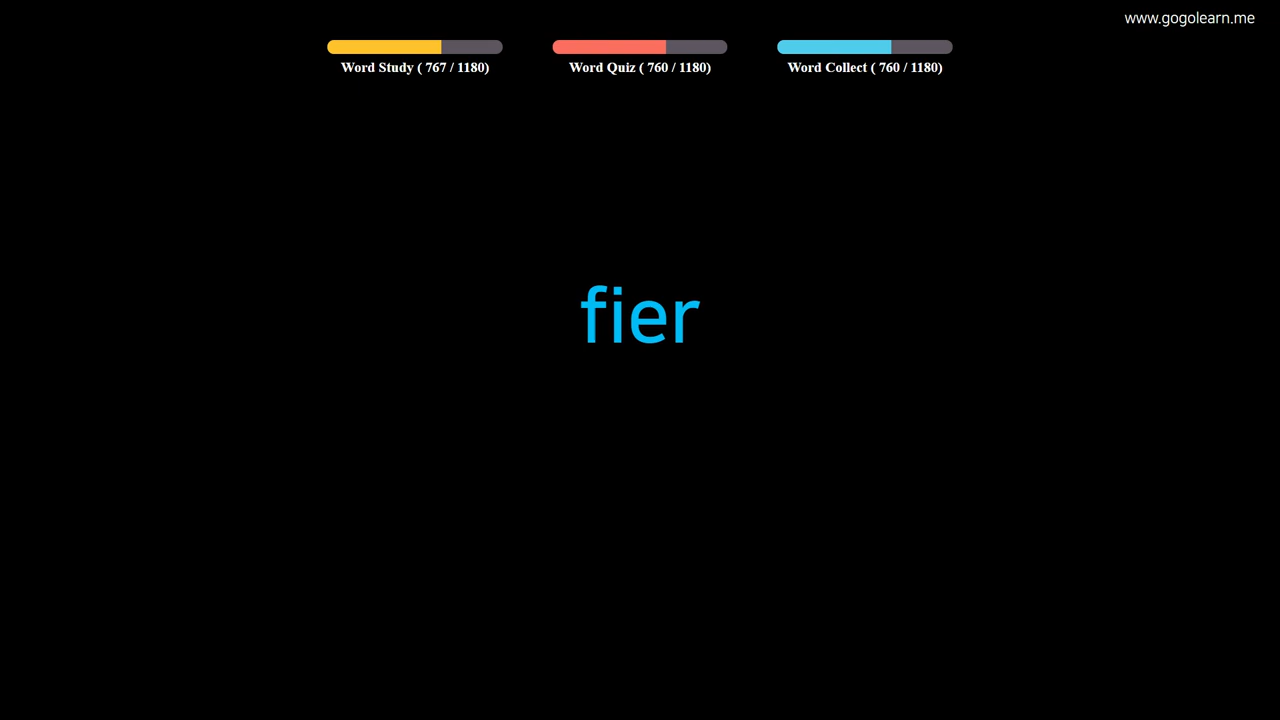 www.gogolearn.me
Word Study ( 767 / 1180)
Word Quiz ( 760 / 1180)
Word Collect ( 760 / 1180)
fier